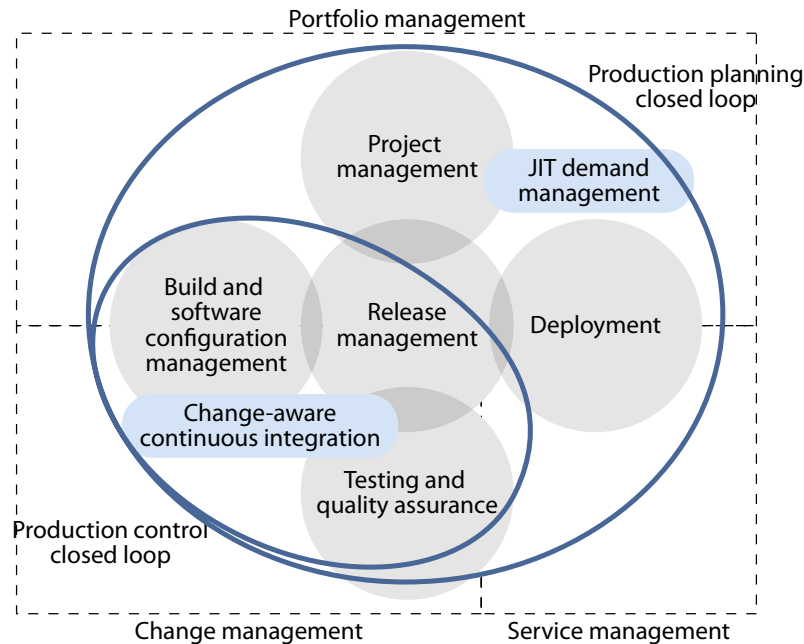 Portfolio management
Production planning
closed loop
Project
management
JIT demand
management
Build and
software
configuration
management
Release
management
Deployment
Change-aware
continuous integration
Testing and
quality assurance
Production control
closed loop
Change management
Service management